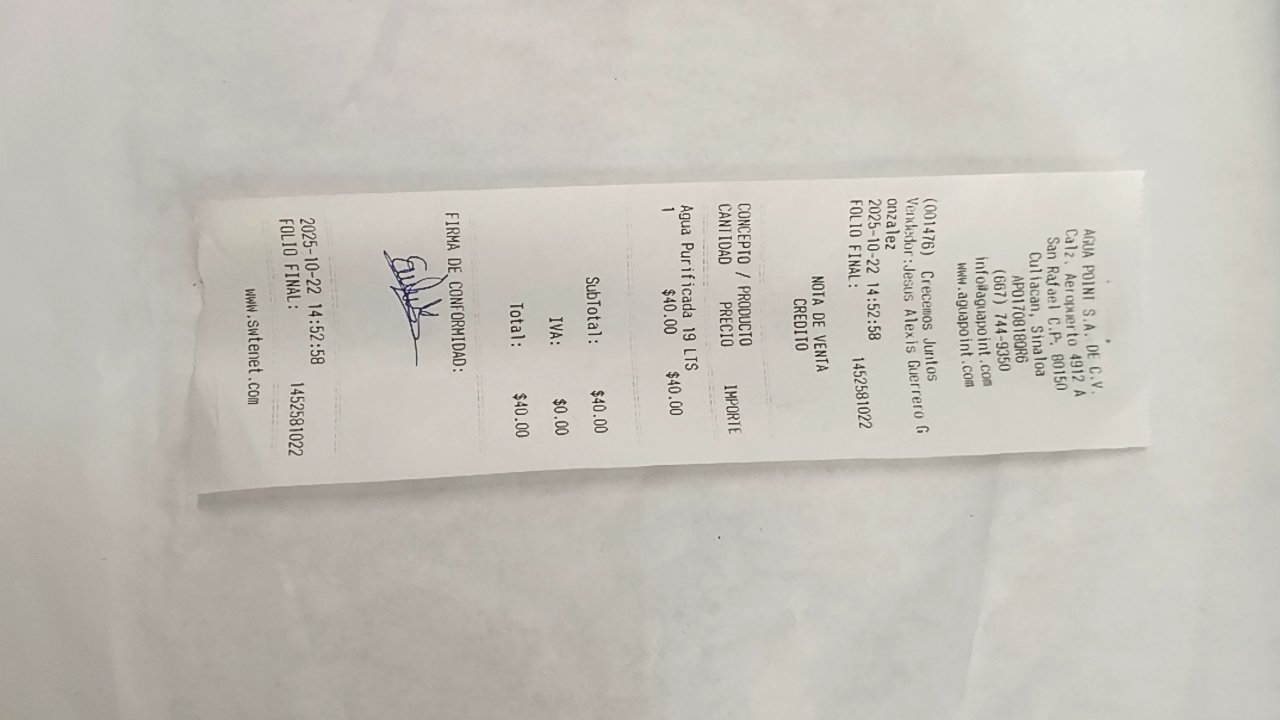 AGUA POINT S.A. DE C.V.
Calz. Aeropuerto 4912 A
San Rafael C.P. 80150
Culiacan, Sinaloa
APO170818QR6
(667) 744-9350
info@aguapoint.com
www.aguapoint.com
(001476) Crecemos Juntos
Vendedor:Jesus Alexis Guerrero G
onzalez
2025-10-22 14:52:58
FOLIO FINAL: 1452581022
NOTA DE VENTA
CREDITO
CONCEPTO / PRODUCTO
CANTIDAD PRECIO IMPORTE
Agua Purificada 19 LTS
1 $40.00 $40.00
SubTotal: $40.00
IVA: $0.00
Total: $40.00
FIRMA DE CONFORMIDAD:
2025-10-22 14:52:58
FOLIO FINAL: 1452581022
www.swtenet.com